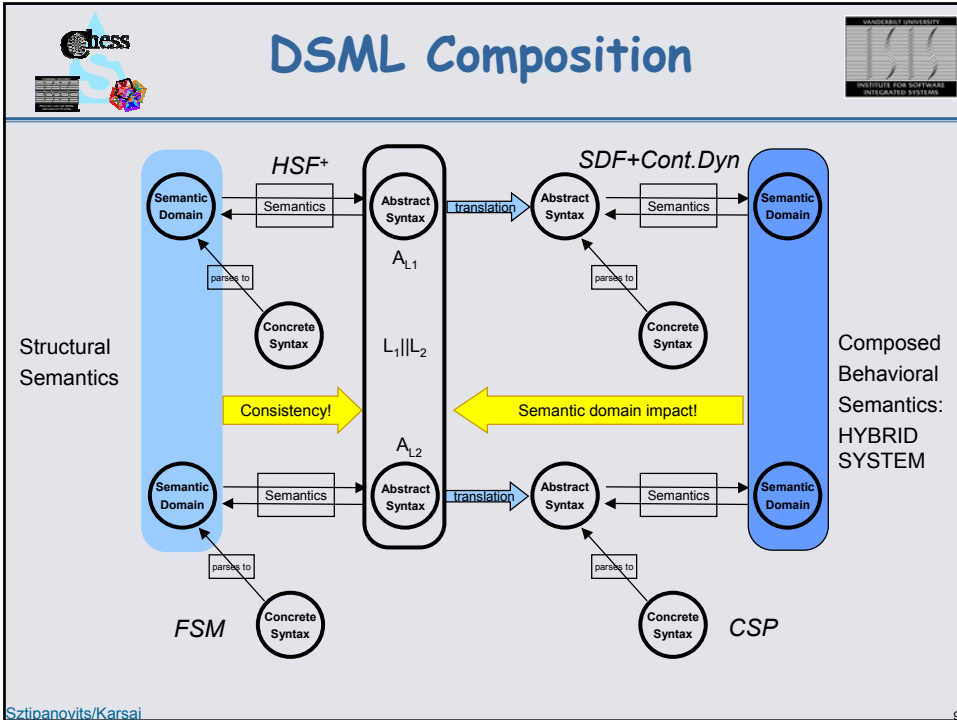 Chess
DSML Composition
VANDERBILT UNIVERSITY
ISIS
INSTITUTE FOR SOFTWARE
INTEGRATED SYSTEMS
HSF+
SDF+Cont.Dyn
Semantic
Domain
Semantics
Abstract
Syntax
translation
Abstract
Syntax
Semantics
Semantic
Domain
AL1
parses to
parses to
Concrete
Syntax
Concrete
Syntax
Structural
Semantics
L1||L2
Composed
Behavioral
Semantics:
HYBRID
SYSTEM
Consistency!
Semantic domain impact!
AL2
Semantic
Domain
Semantics
Abstract
Syntax
translation
Abstract
Syntax
Semantics
Semantic
Domain
parses to
parses to
FSM
Concrete
Syntax
Concrete
Syntax
CSP
Sztipanovits/Karsai
9